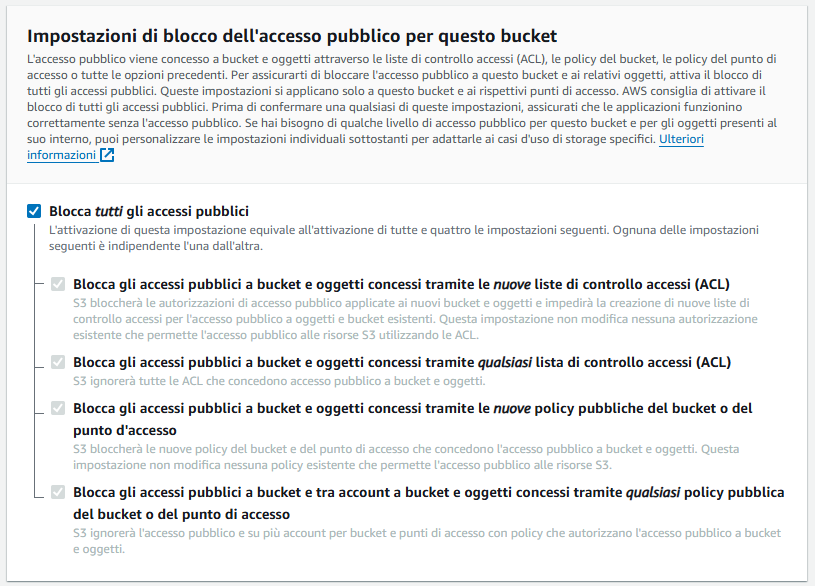 Impostazioni di blocco dell'accesso pubblico per questo bucket
L'accesso pubblico viene concesso a bucket e oggetti attraverso le liste di controllo accessi (ACL), le policy del bucket, le policy del punto di
accesso o tutte le opzioni precedenti. Per assicurarti di bloccare l'accesso pubblico a questo bucket e ai relativi oggetti, attiva il blocco di
tutti gli accessi pubblici. Queste impostazioni si applicano solo a questo bucket e ai rispettivi punti di accesso. AWS consiglia di attivare il
blocco di tutti gli accessi pubblici. Prima di confermare una qualsiasi di queste impostazioni, assicurati che le applicazioni funzionino
correttamente senza l'accesso pubblico. Se hai bisogno di qualche livello di accesso pubblico per questo bucket e per gli oggetti presenti al
suo interno, puoi personalizzare le impostazioni individuali sottostanti per adattarle ai casi d'uso di storage specifici. Ulteriori
informazioni
Blocca tutti gli accessi pubblici
L'attivazione di questa impostazione equivale all'attivazione di tutte e quattro le impostazioni seguenti. Ognuna delle impostazioni
seguenti è indipendente l'una dall'altra.
Blocca gli accessi pubblici a bucket e oggetti concessi tramite le nuove liste di controllo accessi (ACL)
S3 bloccherà le autorizzazioni di accesso pubblico applicate ai nuovi bucket e oggetti e impedirà la creazione di nuove liste di
controllo accessi per l'accesso pubblico a oggetti e bucket esistenti. Questa impostazione non modifica nessuna autorizzazione
esistente che permette l'accesso pubblico alle risorse S3 utilizzando le ACL.
Blocca gli accessi pubblici a bucket e oggetti concessi tramite qualsiasi lista di controllo accessi (ACL)
S3 ignorerà tutte le ACL che concedono accesso pubblico a bucket e oggetti.
Blocca gli accessi pubblici a bucket e oggetti concessi tramite le nuove policy pubbliche del bucket o del
punto d'accesso
S3 bloccherà le nuove policy del bucket e del punto di accesso che concedono l'accesso pubblico a bucket e oggetti. Questa
impostazione non modifica nessuna policy esistente che permette l'accesso pubblico alle risorse S3.
Blocca gli accessi pubblici a bucket e tra account a bucket e oggetti concessi tramite qualsiasi policy pubblica
del bucket o del punto di accesso
S3 ignorerà l'accesso pubblico e su più account per bucket e punti di accesso con policy che autorizzano l'accesso pubblico a bucket
e oggetti.